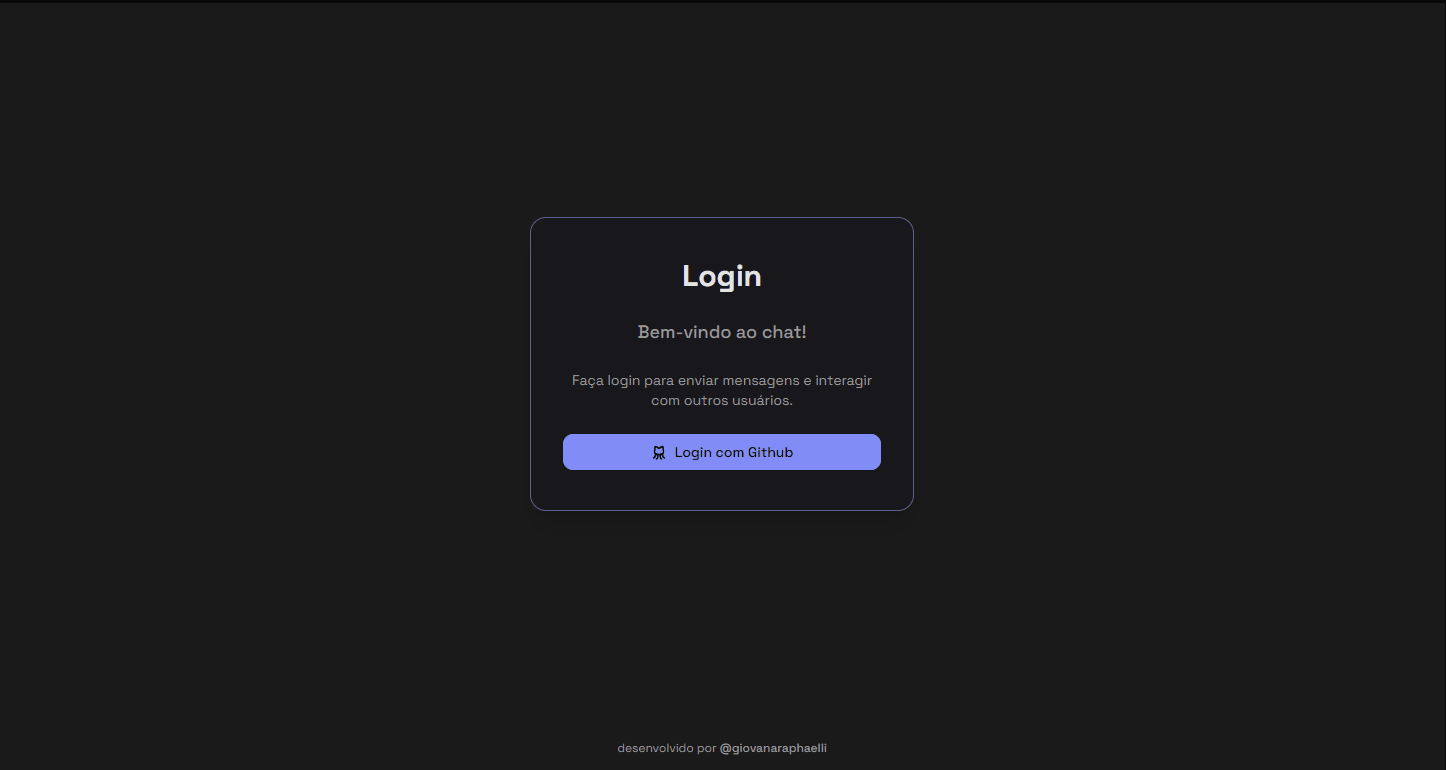 Login
Bem-vindo ao chat!
Faça login para enviar mensagens e interagir
com outros usuários.
Login com Github
desenvolvido por @giovanaraphaelli